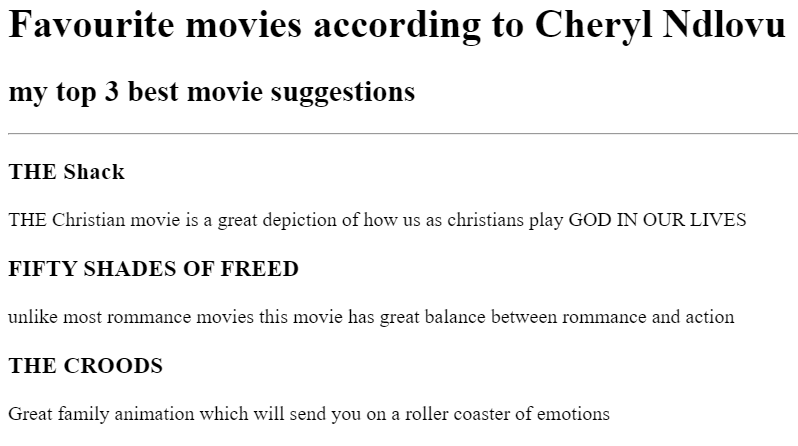 Favourite movies according to Cheryl Ndlovu
my top 3 best movie suggestions
THE Shack
THE Christian movie is a great depiction of how us as christians play GOD IN OUR LIVES
FIFTY SHADES OF FREED
unlike most rommance movies this movie has great balance between rommance and action
THE CROODS
Great family animation which will send you on a roller coaster of emotions